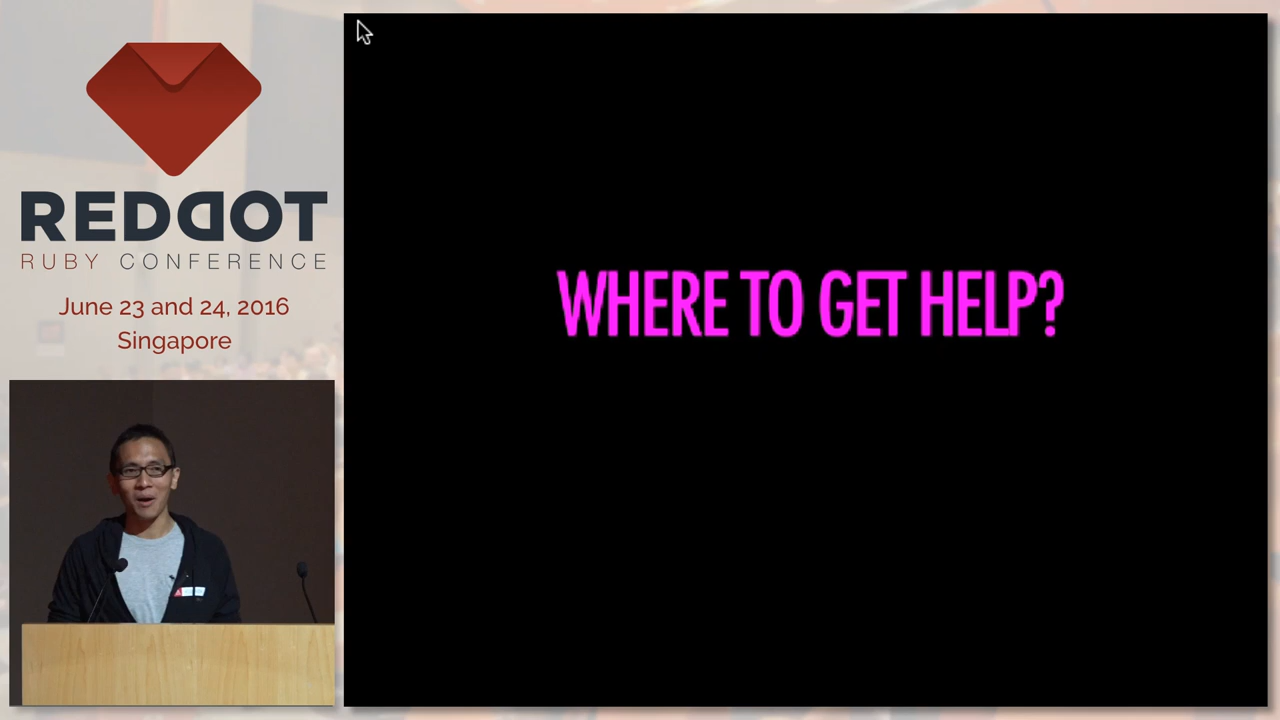 REDDOT
RUBY CONFERENCE
June 23 and 24, 2016
Singapore
WHERE TO GET HELP?